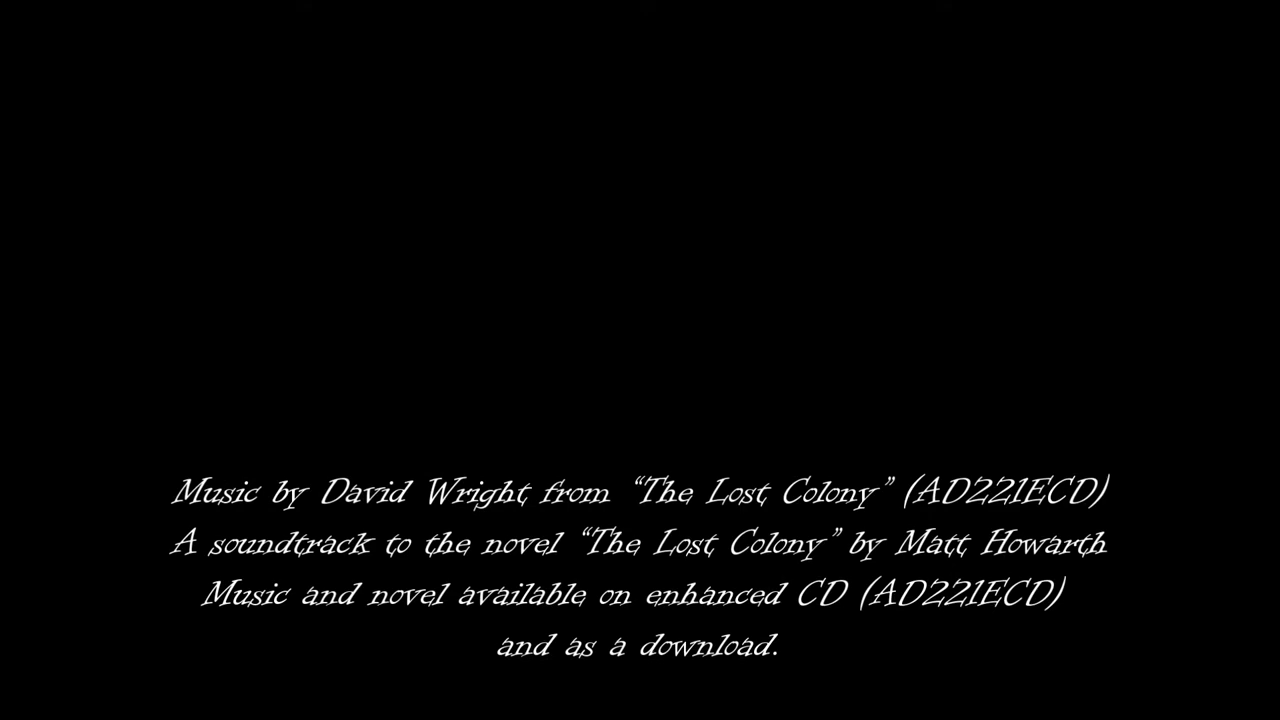 Music by David Wright from “The Lost Colony” (AD221ECD)
A soundtrack to the novel “The Lost Colony” by Matt Howarth
Music and novel available on enhanced CD (AD221ECD)
and as a download.